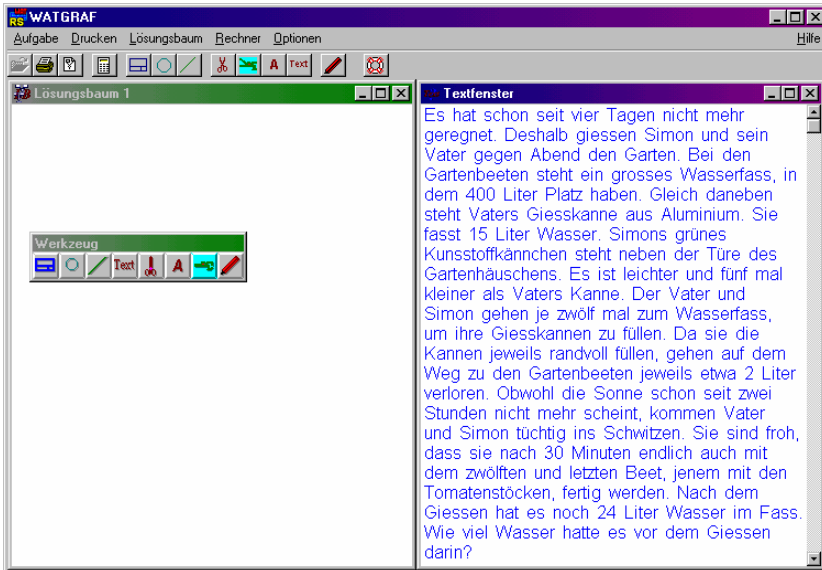 WATGRAF
Aufgabe Drucken Lösungsbaum Rechner Optionen Hilfe
A Text
Lösungsbaum 1
Textfenster
Es hat schon seit vier Tagen nicht mehr
geregnet. Deshalb giessen Simon und sein
Vater gegen Abend den Garten. Bei den
Gartenbeeten steht ein grosses Wasserfass, in
dem 400 Liter Platz haben. Gleich daneben
steht Vaters Giesskanne aus Aluminium. Sie
fasst 15 Liter Wasser. Simons grünes
Kunsstoffkännchen steht neben der Türe des
Gartenhäuschens. Es ist leichter und fünf mal
kleiner als Vaters Kanne. Der Vater und
Simon gehen je zwölf mal zum Wasserfass,
um ihre Giesskannen zu füllen. Da sie die
Kannen jeweils randvoll füllen, gehen auf dem
Weg zu den Gartenbeeten jeweils etwa 2 Liter
verloren. Obwohl die Sonne schon seit zwei
Stunden nicht mehr scheint, kommen Vater
und Simon tüchtig ins Schwitzen. Sie sind froh,
dass sie nach 30 Minuten endlich auch mit
dem zwölften und letzten Beet, jenem mit den
Tomatenstöcken, fertig werden. Nach dem
Giessen hat es noch 24 Liter Wasser im Fass.
Wie viel Wasser hatte es vor dem Giessen
darin?
Werkzeug
Text A